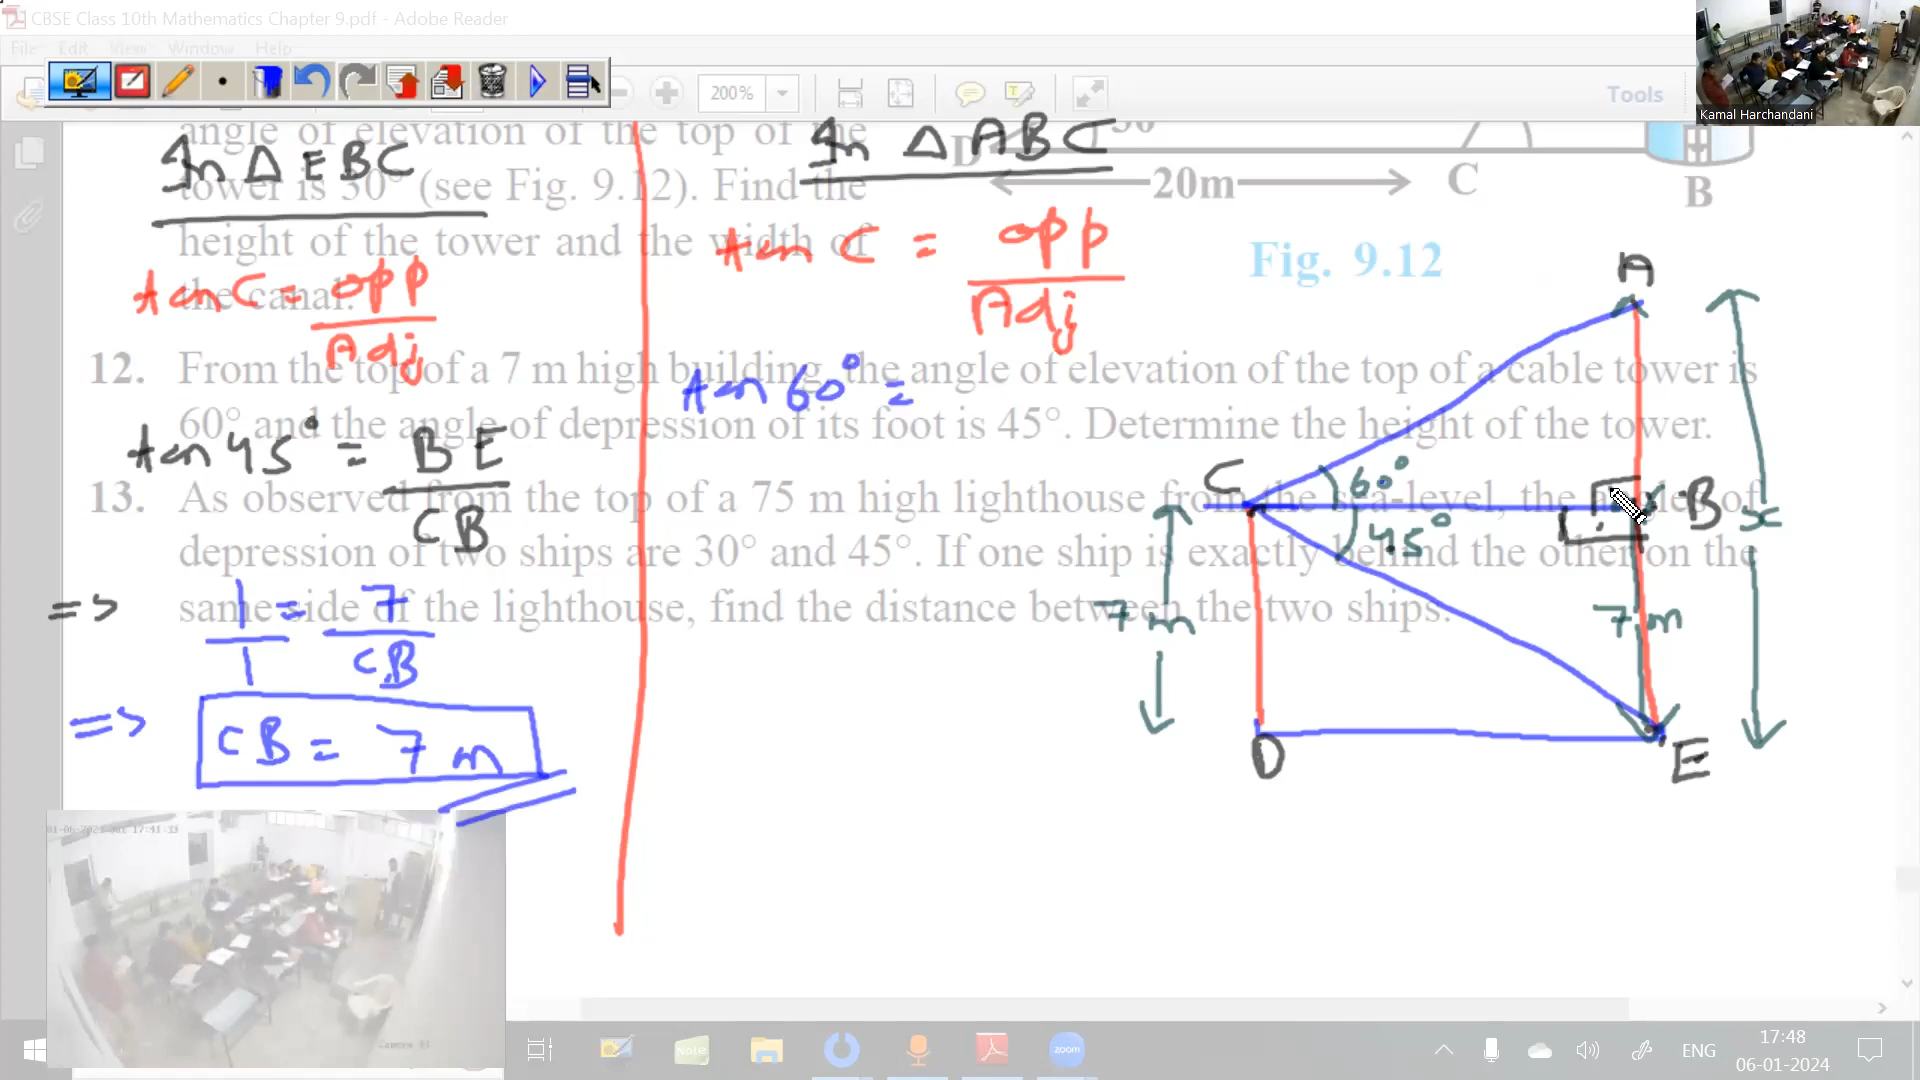 CBSE Class 10th Mathematics Chapter 9.pdf - Adobe Reader
File Edit View Window Help
200%
Tools
Kamal Harchandani
angle of elevation of the top of the
tower is 30° (see Fig. 9.12). Find the
height of the tower and the width of
the canal.
D
20m
C
B
Fig. 9.12
12. From the top of a 7 m high building, the angle of elevation of the top of a cable tower is
60° and the angle of depression of its foot is 45°. Determine the height of the tower.
13. As observed from the top of a 75 m high lighthouse from the sea-level, the angles of
depression of two ships are 30° and 45°. If one ship is exactly behind the other on the
same side of the lighthouse, find the distance between the two ships.
In Δ EBC
tan C = opp
Adj
tan 45° = BE
CB
=> 1 = 7
1 CB
=> CB = 7 m
In Δ ABC
tan C = opp
Adj
tan 60° =
A
C
60°
45°
B
x
7 m
7 m
D
E
zoom
ENG
17:48
06-01-2024